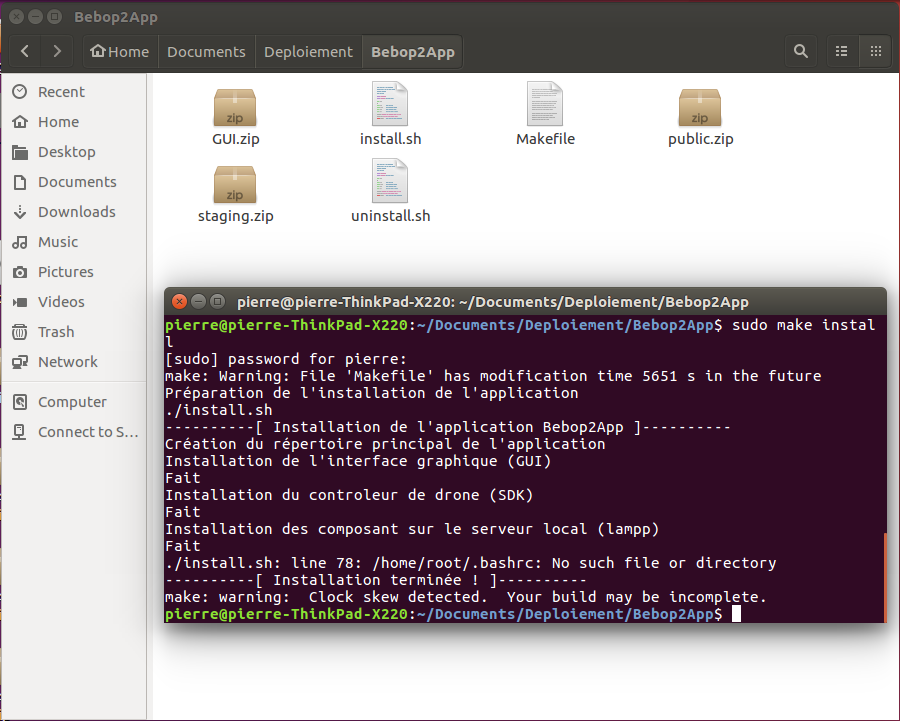 Bebop2App
Home Documents Deploiement Bebop2App
Recent
Home
Desktop
Documents
Downloads
Music
Pictures
Videos
Trash
Network
Computer
Connect to S...
zip
GUI.zip
install.sh
Makefile
zip
public.zip
zip
staging.zip
uninstall.sh
pierre@pierre-ThinkPad-X220: ~/Documents/Deploiement/Bebop2App
pierre@pierre-ThinkPad-X220:~/Documents/Deploiement/Bebop2App$ sudo make instal
l
[sudo] password for pierre:
make: Warning: File 'Makefile' has modification time 5651 s in the future
Préparation de l'installation de l'application
./install.sh
----------[ Installation de l'application Bebop2App ]----------
Création du répertoire principal de l'application
Installation de l'interface graphique (GUI)
Fait
Installation du controleur de drone (SDK)
Fait
Installation des composant sur le serveur local (lampp)
Fait
./install.sh: line 78: /home/root/.bashrc: No such file or directory
----------[ Installation terminée ! ]----------
make: warning:  Clock skew detected.  Your build may be incomplete.
pierre@pierre-ThinkPad-X220:~/Documents/Deploiement/Bebop2App$